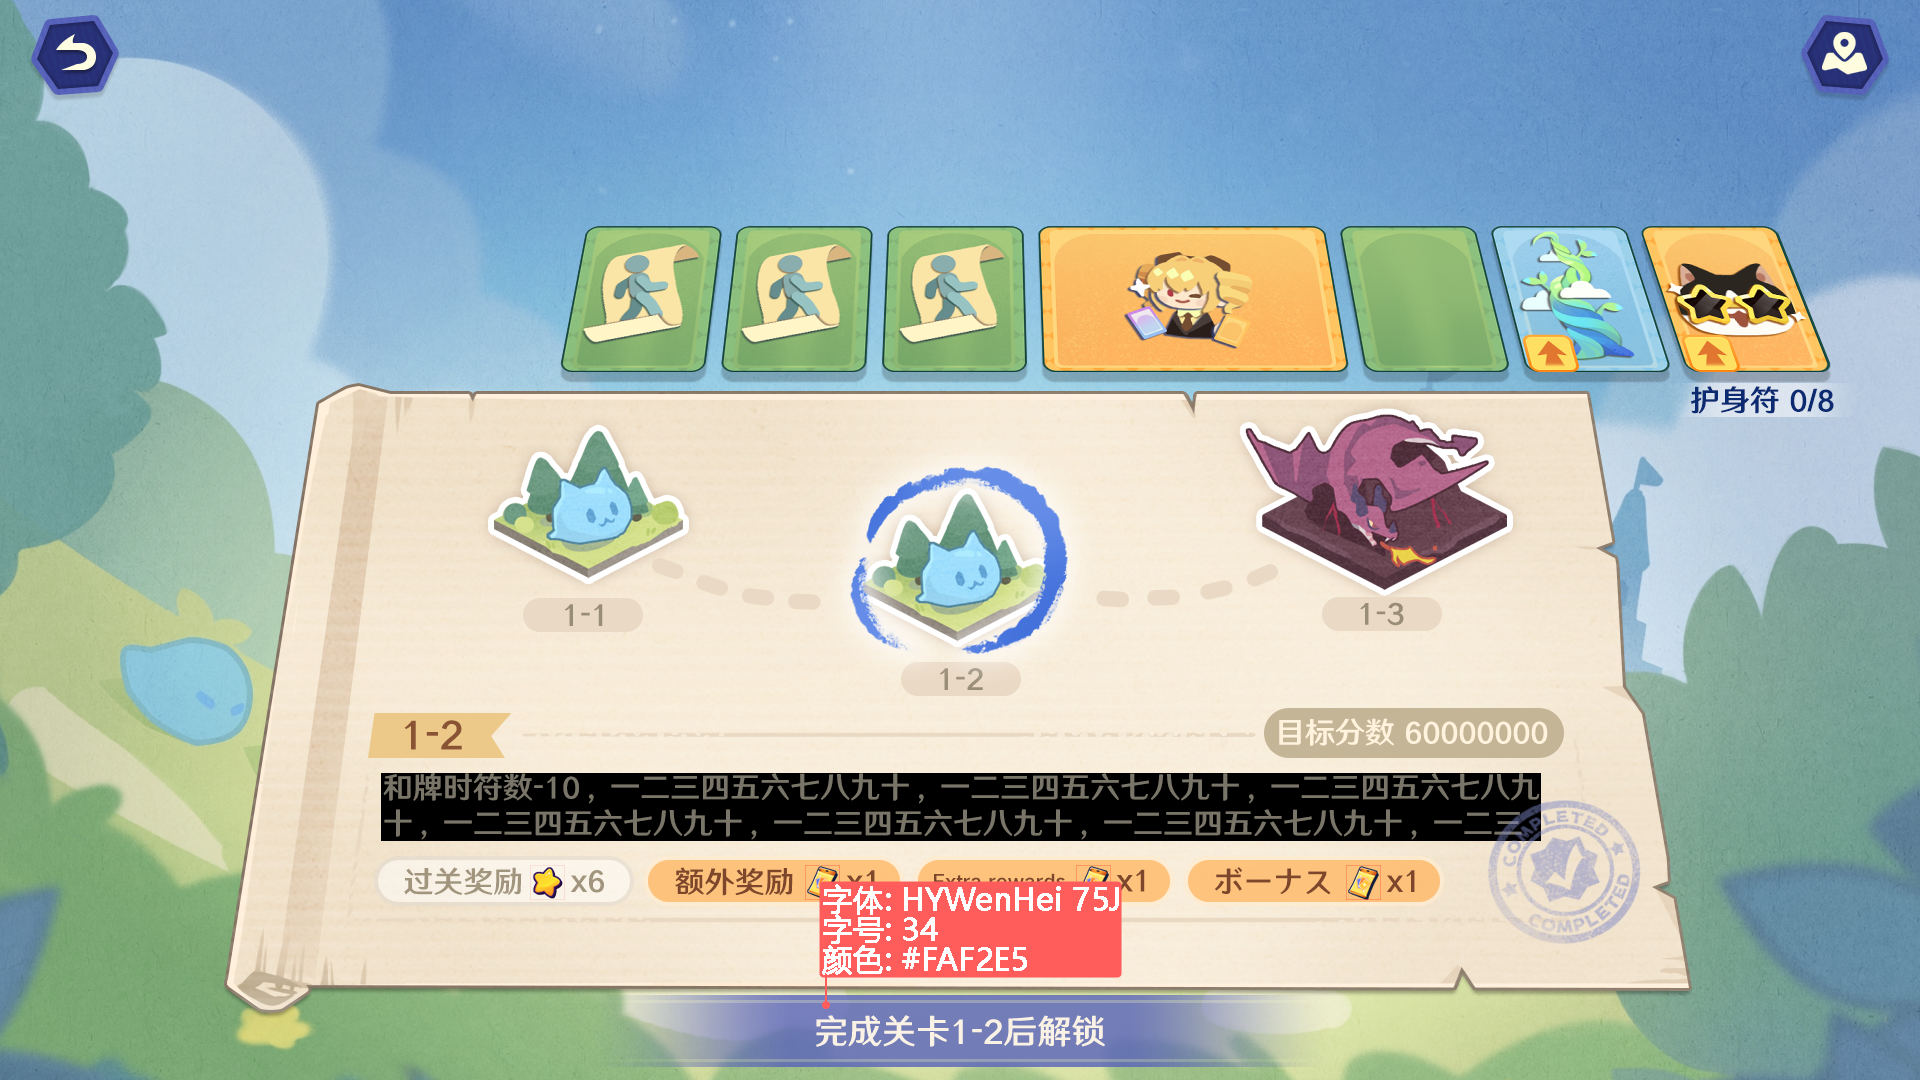 护身符 0/8
1-1
1-2
1-3
1-2
目标分数 60000000
和牌时符数-10，一二三四五六七八九十，一二三四五六七八九十，一二三四五六七八九
十，一二三四五六七八九十，一二三四五六七八九十，一二三四五六七八九十，一二三
COMPLETED
COMPLETED
过关奖励 x6
额外奖励 x1
Extra rewards x1
ボーナス x1
字体: HYWenHei 75J
字号: 34
颜色: #FAF2E5
完成关卡1-2后解锁